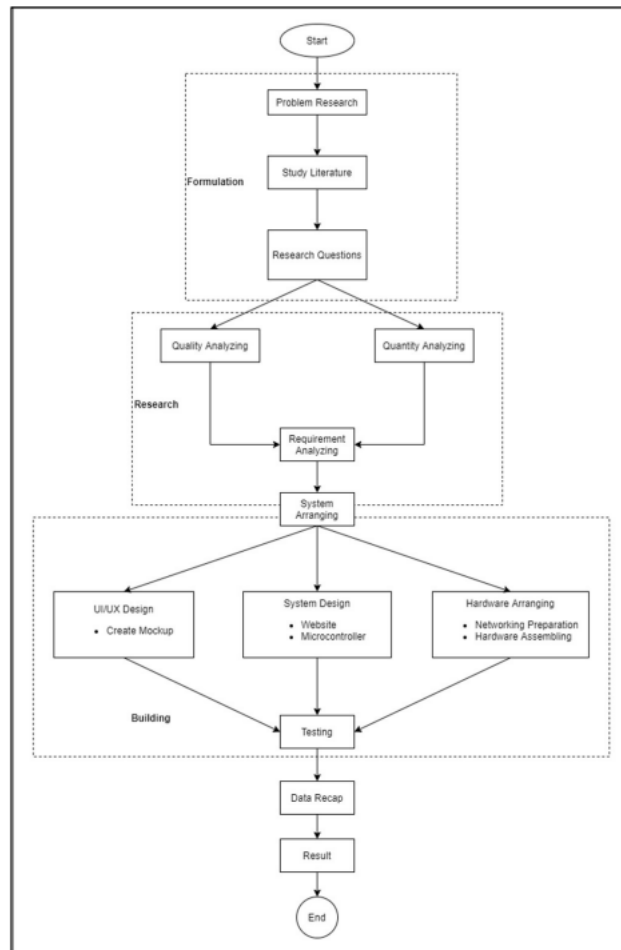 Start
Problem Research
Study Literature
Formulation
Research Questions
Quality Analyzing
Quantity Analyzing
Research
Requirement
Analyzing
System
Arranging
UI/UX Design
• Create Mockup
System Design
• Website
• Microcontroller
Hardware Arranging
• Networking Preparation
• Hardware Assembling
Building
Testing
Data Recap
Result
End